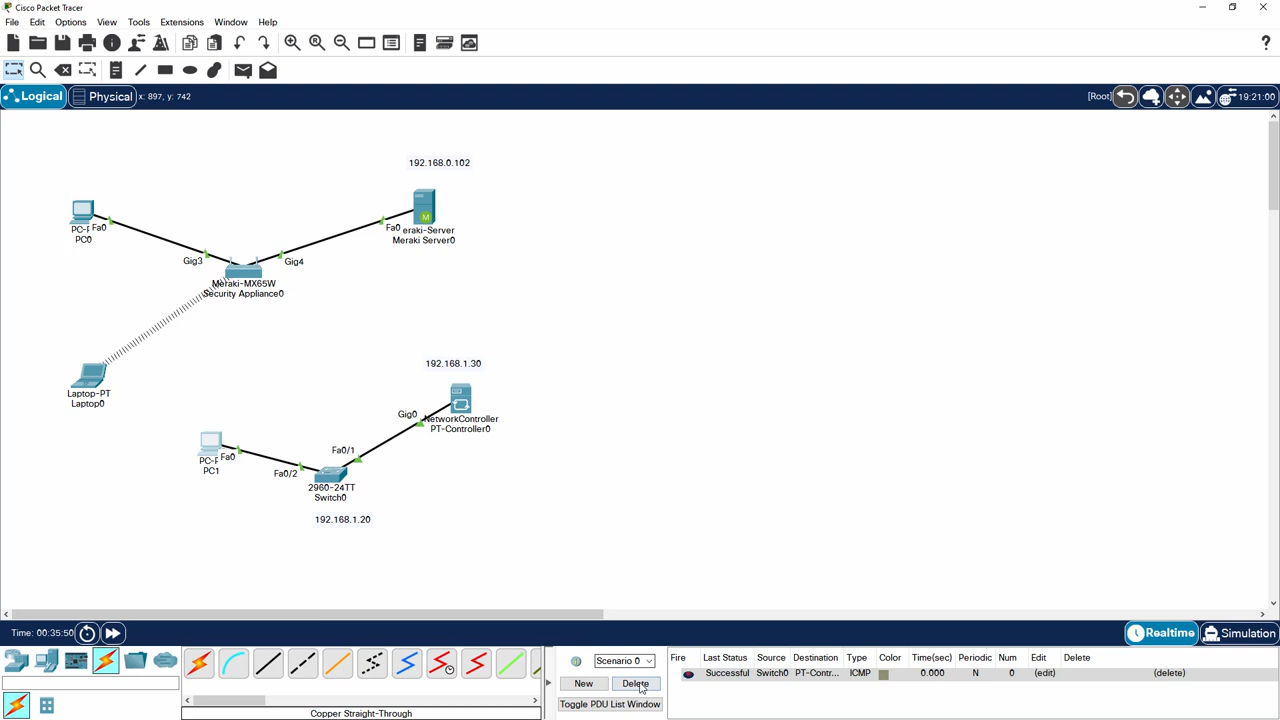 Cisco Packet Tracer
File Edit Options View Tools Extensions Window Help
?
Logical Physical x: 897, y: 742 [Root] 19:21:00
192.168.0.102
Fa0
PC-F
PC0
Fa0
eraki-Server
Meraki Server0
Gig3 Gig4
Meraki-MX65W
Security Appliance0
192.168.1.30
Laptop-PT
Laptop0
Gig0
NetworkController
PT-Controller0
Fa0/1
Fa0
PC-F
PC1
Fa0/2
2960-24TT
Switch0
192.168.1.20
Time: 00:35:50 Realtime Simulation
Scenario 0 Fire Last Status Source Destination Type Color Time(sec) Periodic Num Edit Delete
Successful Switch0 PT-Contr... ICMP 0.000 N 0 (edit) (delete)
New Delete
Toggle PDU List Window
Copper Straight-Through